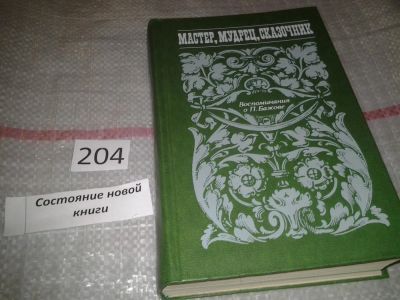 МАСТЕР, МУДРЕЦ, СКАЗОЧНИК
Воспоминания
о П. Бажове
204
Состояние новой
книги